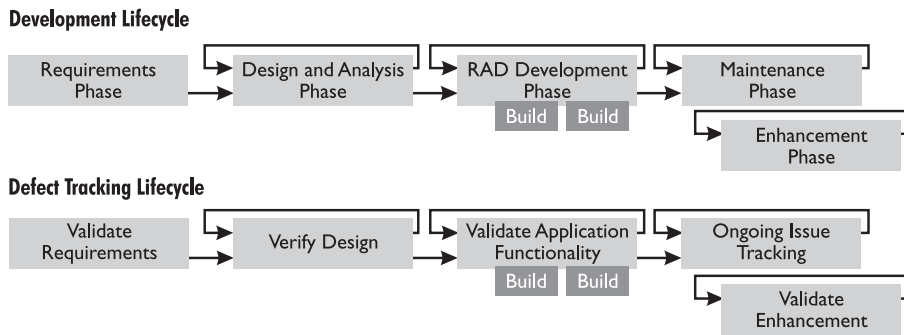 Development Lifecycle
Requirements
Phase
Design and Analysis
Phase
RAD Development
Phase
Build Build
Maintenance
Phase
Enhancement
Phase
Defect Tracking Lifecycle
Validate
Requirements
Verify Design
Validate Application
Functionality
Build Build
Ongoing Issue
Tracking
Validate
Enhancement